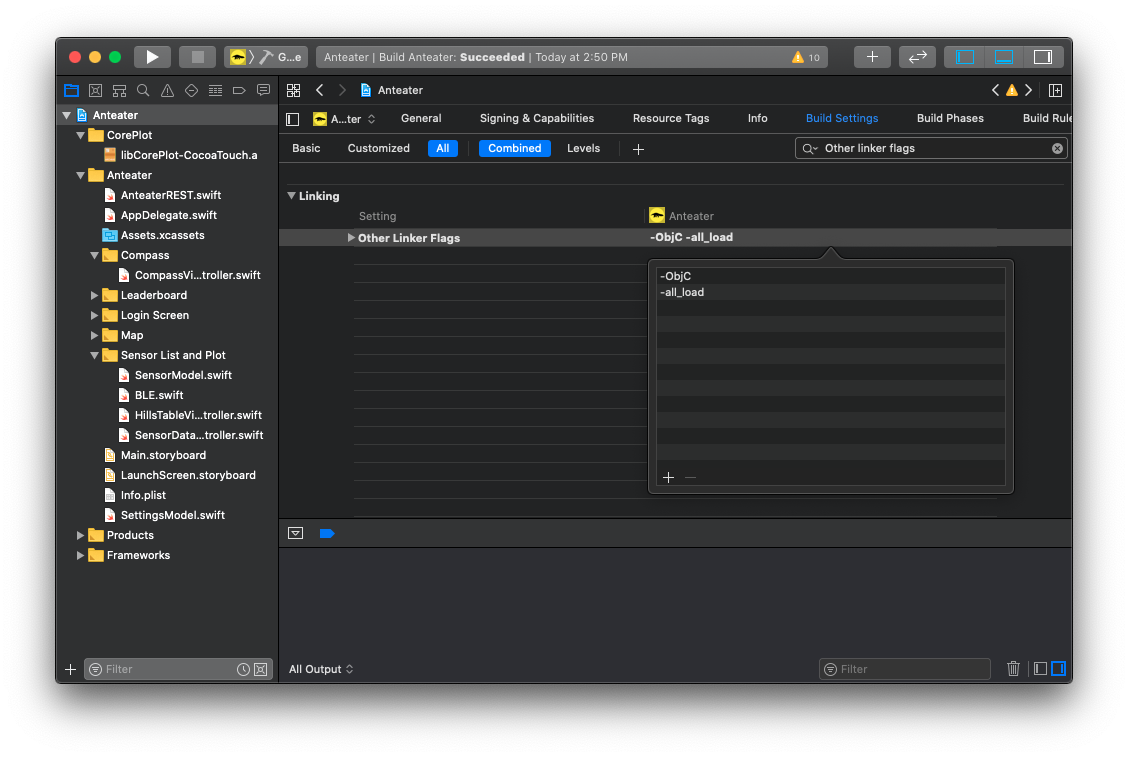 G...e
Anteater | Build Anteater: Succeeded | Today at 2:50 PM
10
Anteater
A...ter
General
Signing & Capabilities
Resource Tags
Info
Build Settings
Build Phases
Build Rule
Basic
Customized
All
Combined
Levels
Other linker flags
Anteater
CorePlot
libCorePlot-CocoaTouch.a
Anteater
AnteaterREST.swift
AppDelegate.swift
Assets.xcassets
Compass
CompassVi...troller.swift
Leaderboard
Login Screen
Map
Sensor List and Plot
SensorModel.swift
BLE.swift
HillsTableVi...troller.swift
SensorData...troller.swift
Main.storyboard
LaunchScreen.storyboard
Info.plist
SettingsModel.swift
Products
Frameworks
Filter
Linking
Setting
Anteater
Other Linker Flags
-ObjC -all_load
-ObjC
-all_load
All Output
Filter